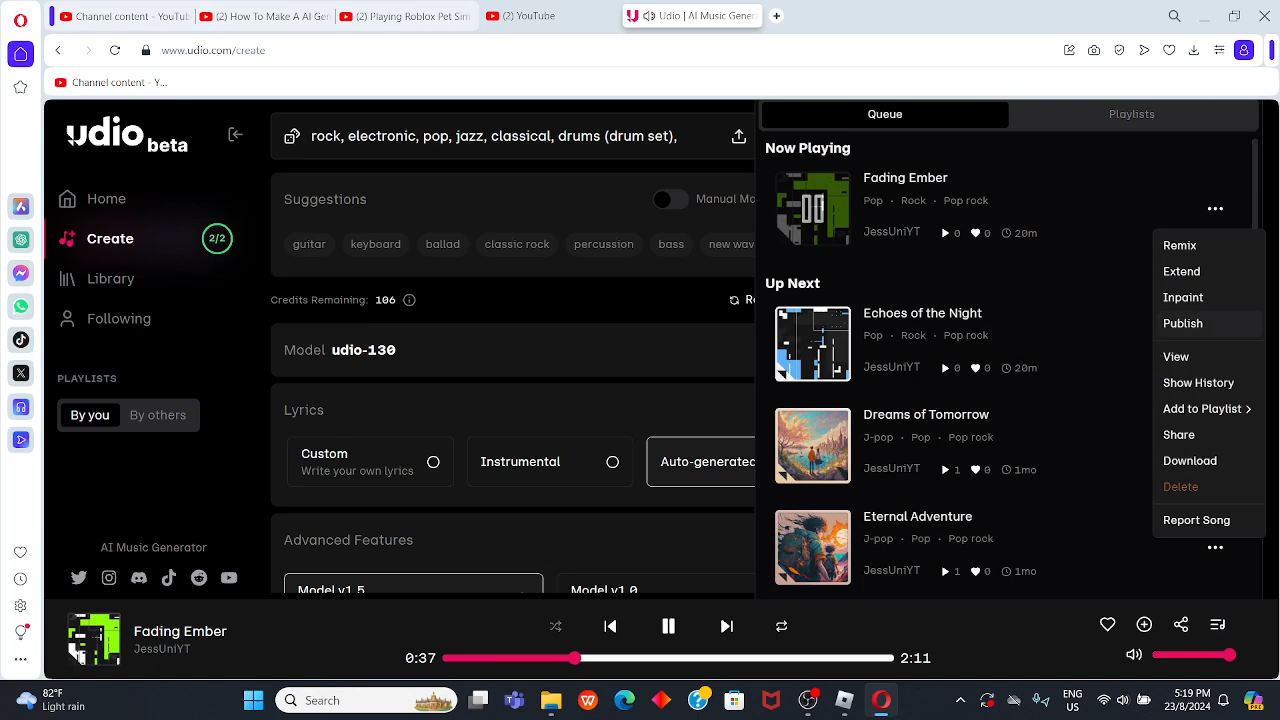 Channel content - YouTu
(2) How To Make A AI Ger
(2) Playing Roblox
(2) YouTube
Udio | AI Music Genera
www.udio.com/create
Channel content - Y...
udio beta
Home
Create
2/2
Library
Following
PLAYLISTS
By you
By others
AI Music Generator
rock, electronic, pop, jazz, classical, drums (drum set),
Suggestions
Manual Mo
guitar
keyboard
ballad
classic rock
percussion
bass
new wav
Credits Remaining: 106
Model udio-130
Lyrics
Custom
Write your own lyrics
Instrumental
Auto-generated
Advanced Features
Model v1.5
Model v1.0
Queue
Playlists
Now Playing
Fading Ember
Pop • Rock • Pop rock
JessUniYT
0
0
20m
Up Next
Echoes of the Night
Pop • Rock • Pop rock
JessUniYT
0
0
20m
Dreams of Tomorrow
J-pop • Pop • Pop rock
JessUniYT
1
0
1mo
Eternal Adventure
J-pop • Pop • Pop rock
JessUniYT
1
0
1mo
Remix
Extend
Inpaint
Publish
View
Show History
Add to Playlist
Share
Download
Delete
Report Song
Fading Ember
JessUniYT
0:37
2:11
82°F
Light rain
Search
ENG
US
5:19 PM
23/8/2024